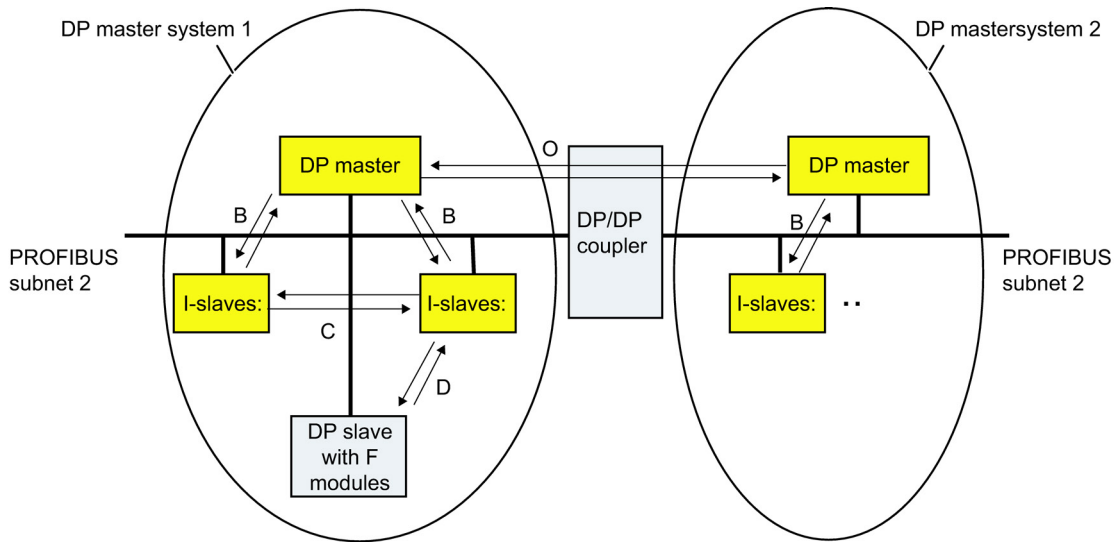 DP master system 1
DP mastersystem 2
O
DP master
DP master
B
B
B
DP/DP
coupler
PROFIBUS
subnet 2
PROFIBUS
subnet 2
I-slaves:
I-slaves:
I-slaves:
..
C
D
DP slave
with F
modules